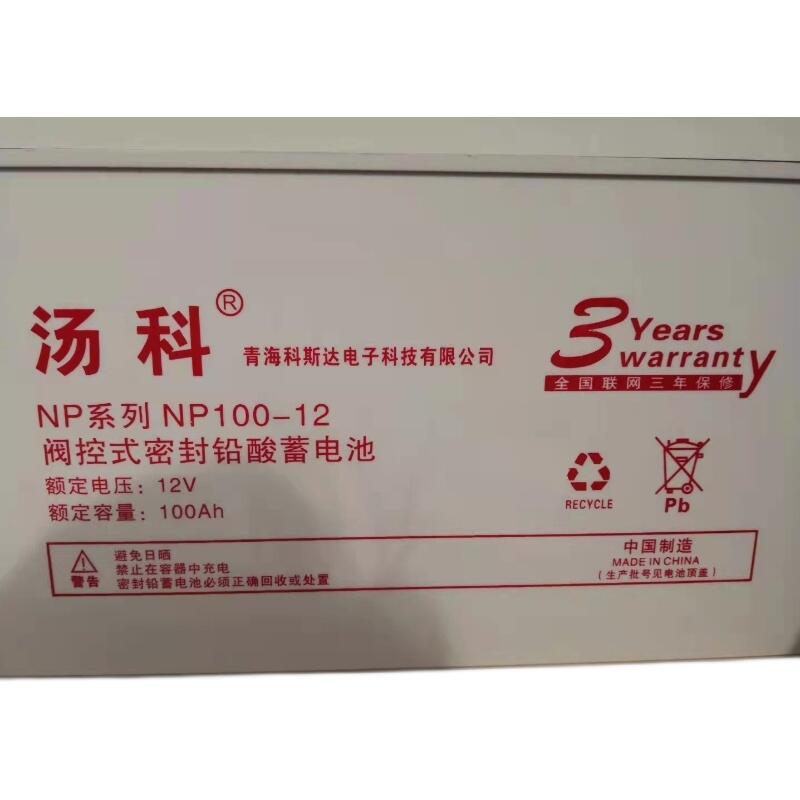 汤科®
青海科斯达电子科技有限公司
3 Years warranty
全国联网三年保修
NP系列 NP100-12
阀控式密封铅酸蓄电池
额定电压：12V
额定容量：100Ah
RECYCLE
Pb
警告
避免日晒
禁止在容器中充电
密封铅蓄电池必须正确回收或处置
中国制造
MADE IN CHINA
（生产批号见电池顶盖）